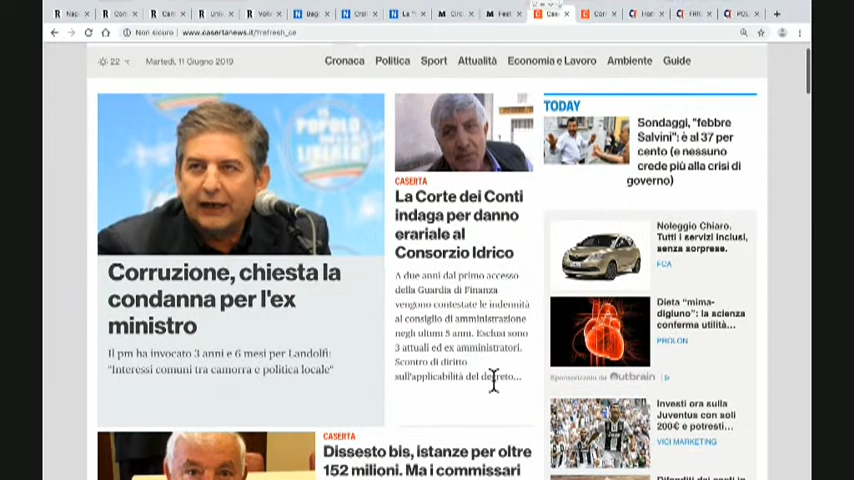 Non sicuro www.casertanews.it/?refresh_ce
22 °C Martedì, 11 Giugno 2019
Cronaca Politica Sport Attualità Economia e Lavoro Ambiente Guide
POPOLO
LIBERTÀ
Corruzione, chiesta la
condanna per l'ex
ministro
Il pm ha invocato 3 anni e 6 mesi per Landolfi:
"Interessi comuni tra camorra e politica locale"
CASERTA
La Corte dei Conti
indaga per danno
erariale al
Consorzio Idrico
A due anni dal primo accesso
della Guardia di Finanza
vengono contestate le indennità
al consiglio di amministrazione
negli ultimi 5 anni. Esclusi sono
3 attuali ed ex amministratori.
Scontro di diritto
sull'applicabilità del decreto...
CASERTA
Dissesto bis, istanze per oltre
152 milioni. Ma i commissari
TODAY
Sondaggi, "febbre
Salvini": è al 37 per
cento (e nessuno
crede più alla crisi di
governo)
Noleggio Chiaro.
Tutti i servizi inclusi,
senza sorprese.
FCA
Dieta "mima-
digiuno": la scienza
conferma utilità...
PROLON
Sponsorizzato da Outbrain
Investi ora sulla
Juventus con soli
200€ e potresti...
VICI MARKETING